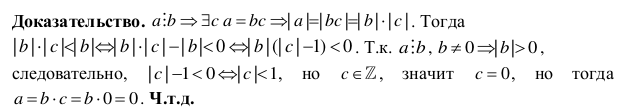 Доказательство. a⋮b ⇒ ∃c a = bc ⇒ |a| = |bc| = |b|·|c|. Тогда
|b|·|c| < |b| ⇔ |b|·|c| − |b| < 0 ⇔ |b|(|c| − 1) < 0. Т.к. a⋮b, b ≠ 0 ⇒ |b| > 0,
следовательно, |c| − 1 < 0 ⇔ |c| < 1, но c ∈ ℤ, значит c = 0, но тогда
a = b · c = b · 0 = 0. Ч.т.д.